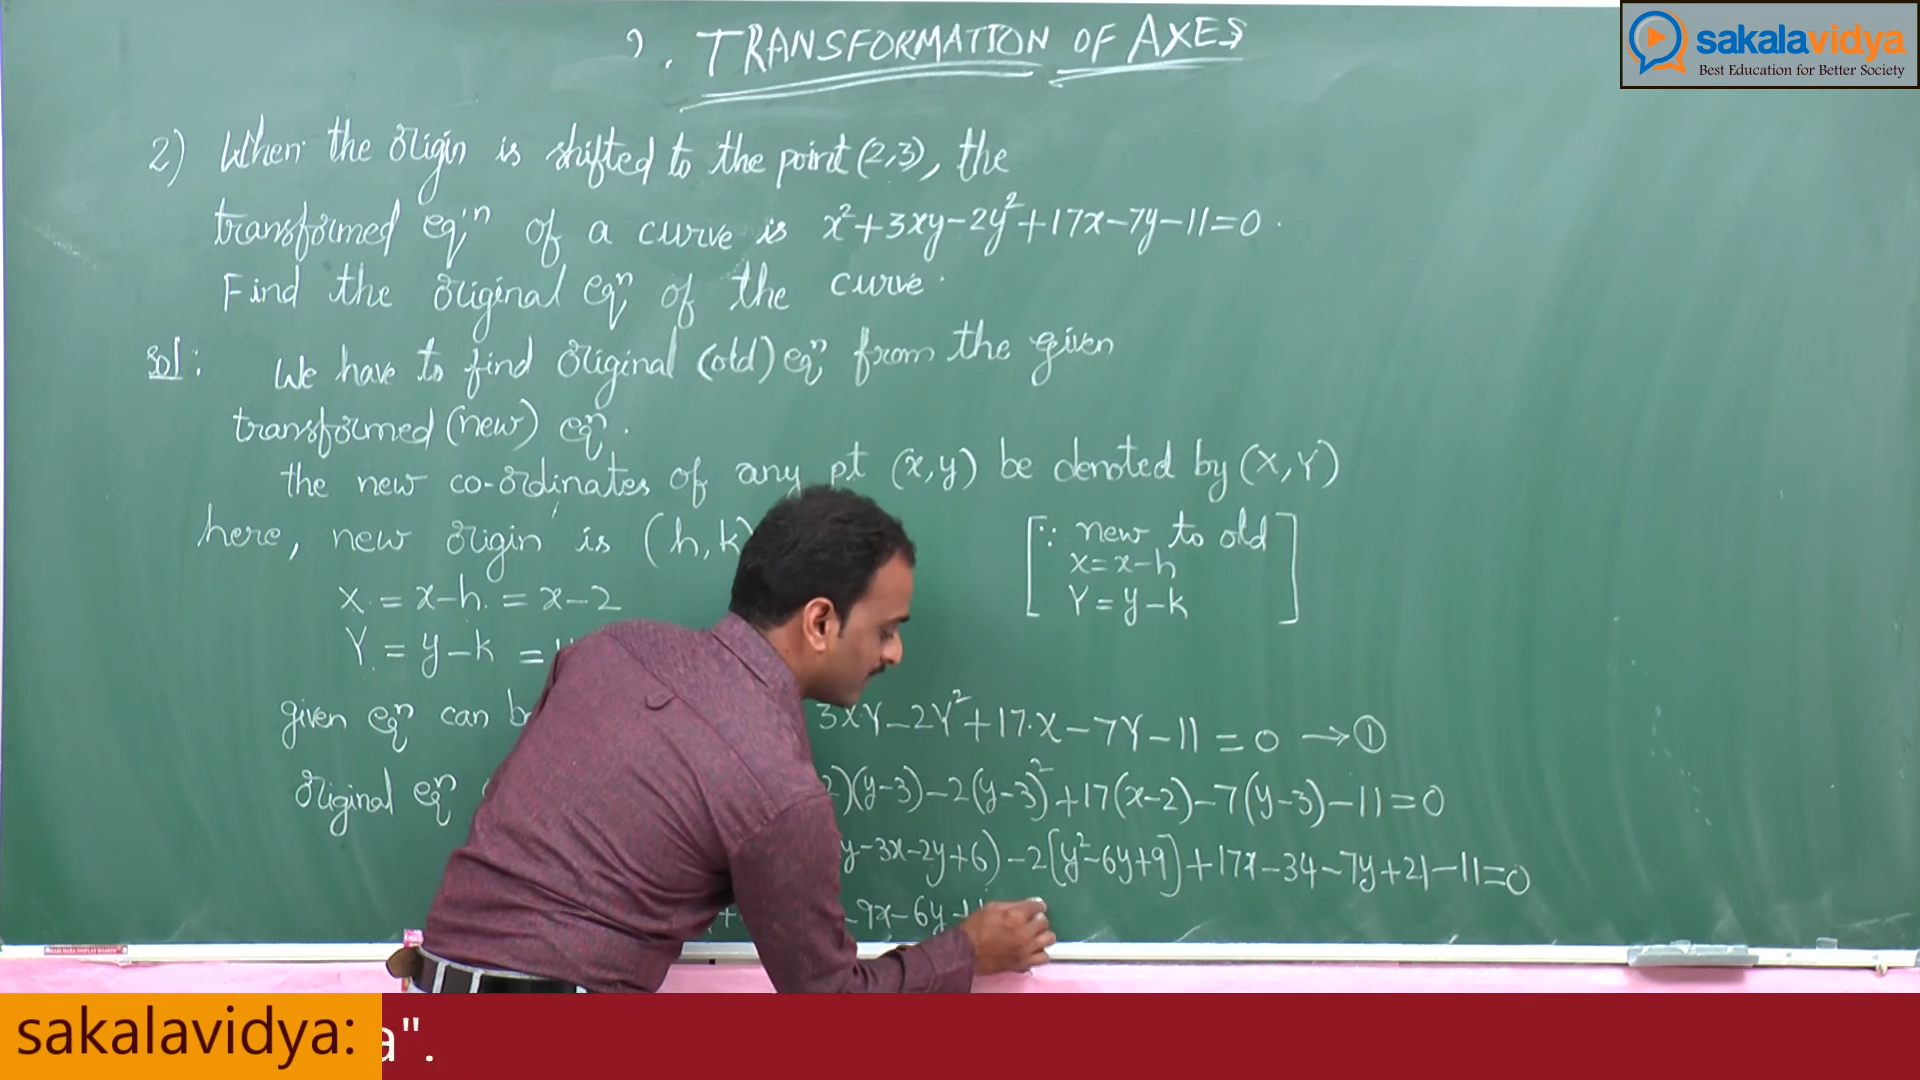 2. TRANSFORMATION OF AXES
sakalavidya
Best Education for Better Society
2) When the origin is shifted to the point (2,3), the
transformed eqⁿ of a curve is x²+3xy-2y²+17x-7y-11=0.
Find the original eqⁿ of the curve.
sol: We have to find original (old) eqⁿ from the given
transformed (new) eqⁿ.
the new co-ordinates of any pt (x,y) be denoted by (X,Y)
here, new origin is (h,k)
[∵ new to old
X=x-h
Y=y-k]
X = x-h = x-2
Y = y-k =
given eqⁿ can 3XY-2Y²+17.X-7Y-11=0 →①
original eqⁿ 2)(y-3)-2(y-3)²+17(x-2)-7(y-3)-11=0
y-3x-2y+6)-2[y²-6y+9]+17x-34-7y+21-11=0
-9x-6y+
sakalavidya: a".